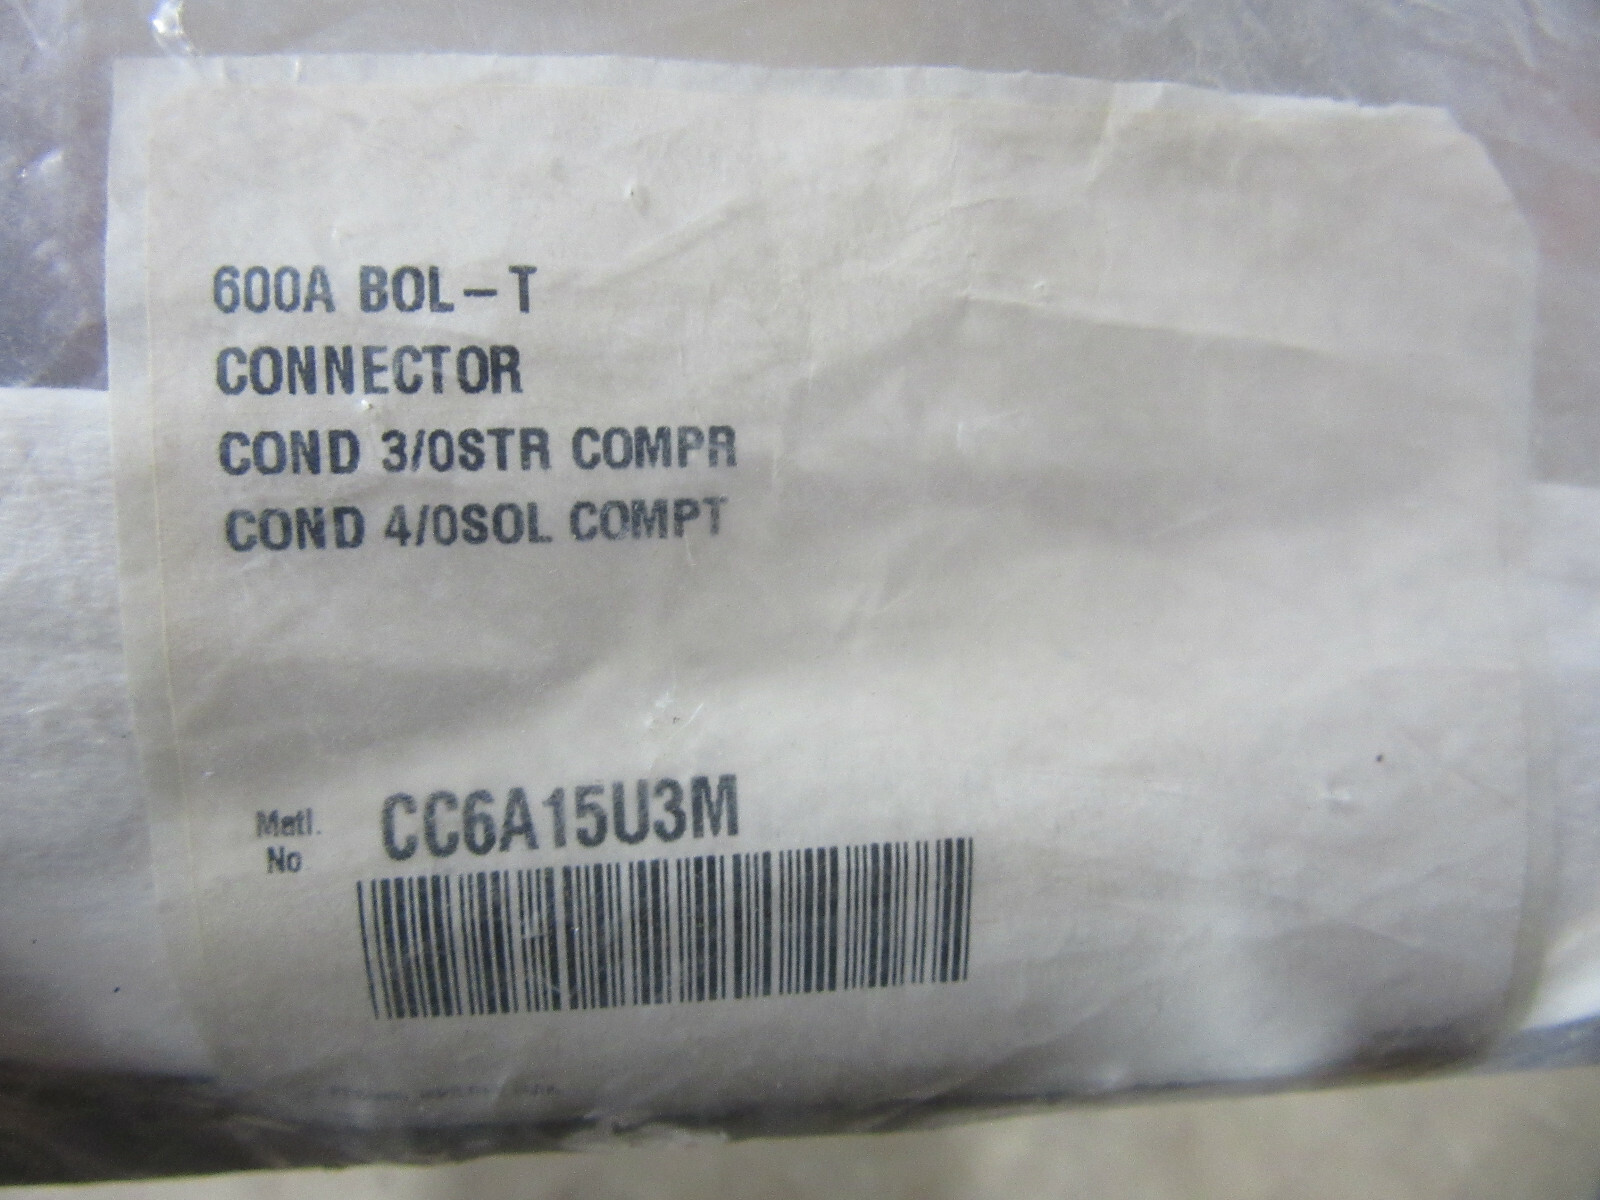 600A BOL-T
CONNECTOR
COND 3/0STR COMPR
COND 4/0SOL COMPT
Matl. No CC6A15U3M